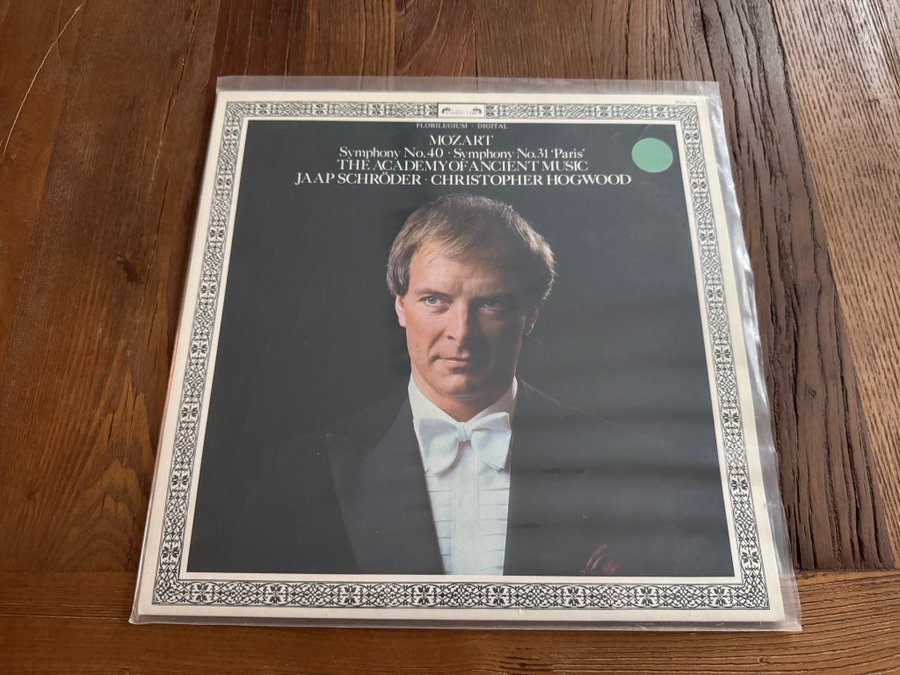 FLORILEGIUM · DIGITAL
MOZART
Symphony No.40 · Symphony No.31 ‘Paris’
THE ACADEMY OF ANCIENT MUSIC
JAAP SCHRÖDER · CHRISTOPHER HOGWOOD